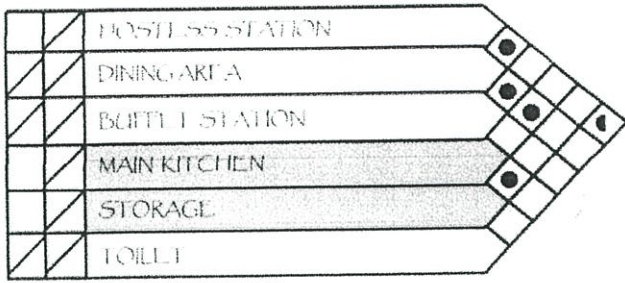 HOSTESS STATION
DINING AREA
BUFFET STATION
MAIN KITCHEN
STORAGE
TOILET